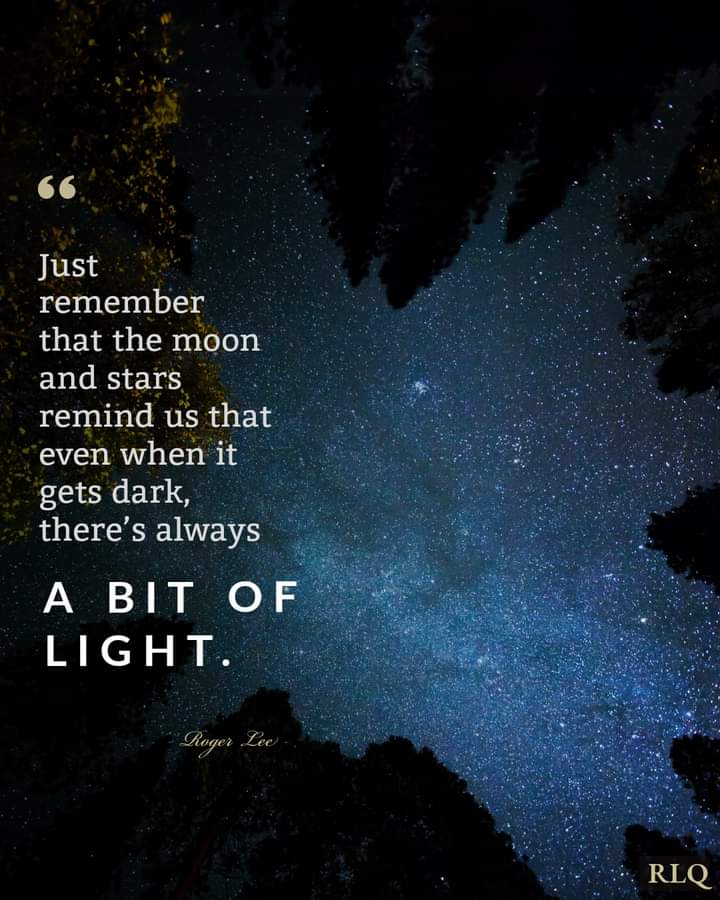 “
Just
remember
that the moon
and stars
remind us that
even when it
gets dark,
there’s always
A BIT OF
LIGHT.
- Roger Lee -
RLQ